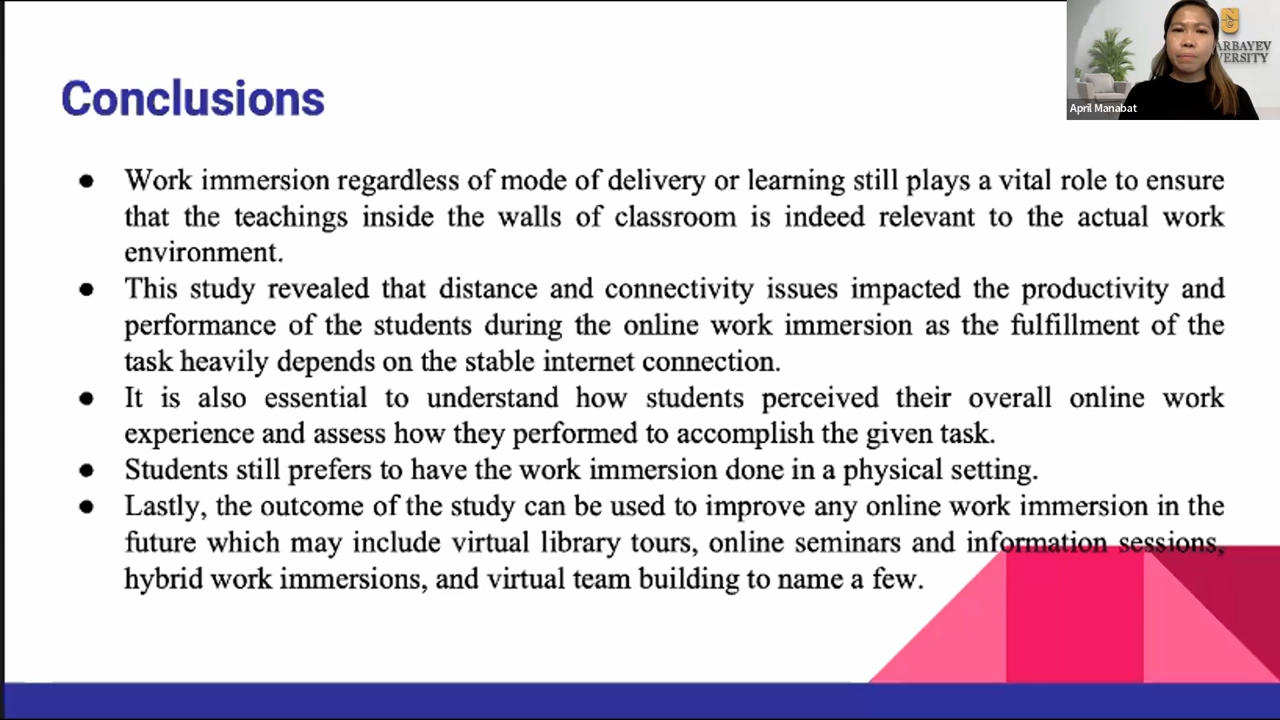 Conclusions
● Work immersion regardless of mode of delivery or learning still plays a vital role to ensure
that the teachings inside the walls of classroom is indeed relevant to the actual work
environment.
● This study revealed that distance and connectivity issues impacted the productivity and
performance of the students during the online work immersion as the fulfillment of the
task heavily depends on the stable internet connection.
● It is also essential to understand how students perceived their overall online work
experience and assess how they performed to accomplish the given task.
● Students still prefers to have the work immersion done in a physical setting.
● Lastly, the outcome of the study can be used to improve any online work immersion in the
future which may include virtual library tours, online seminars and information sessions,
hybrid work immersions, and virtual team building to name a few.
ARBAYEV
ERSITY
April Manabat